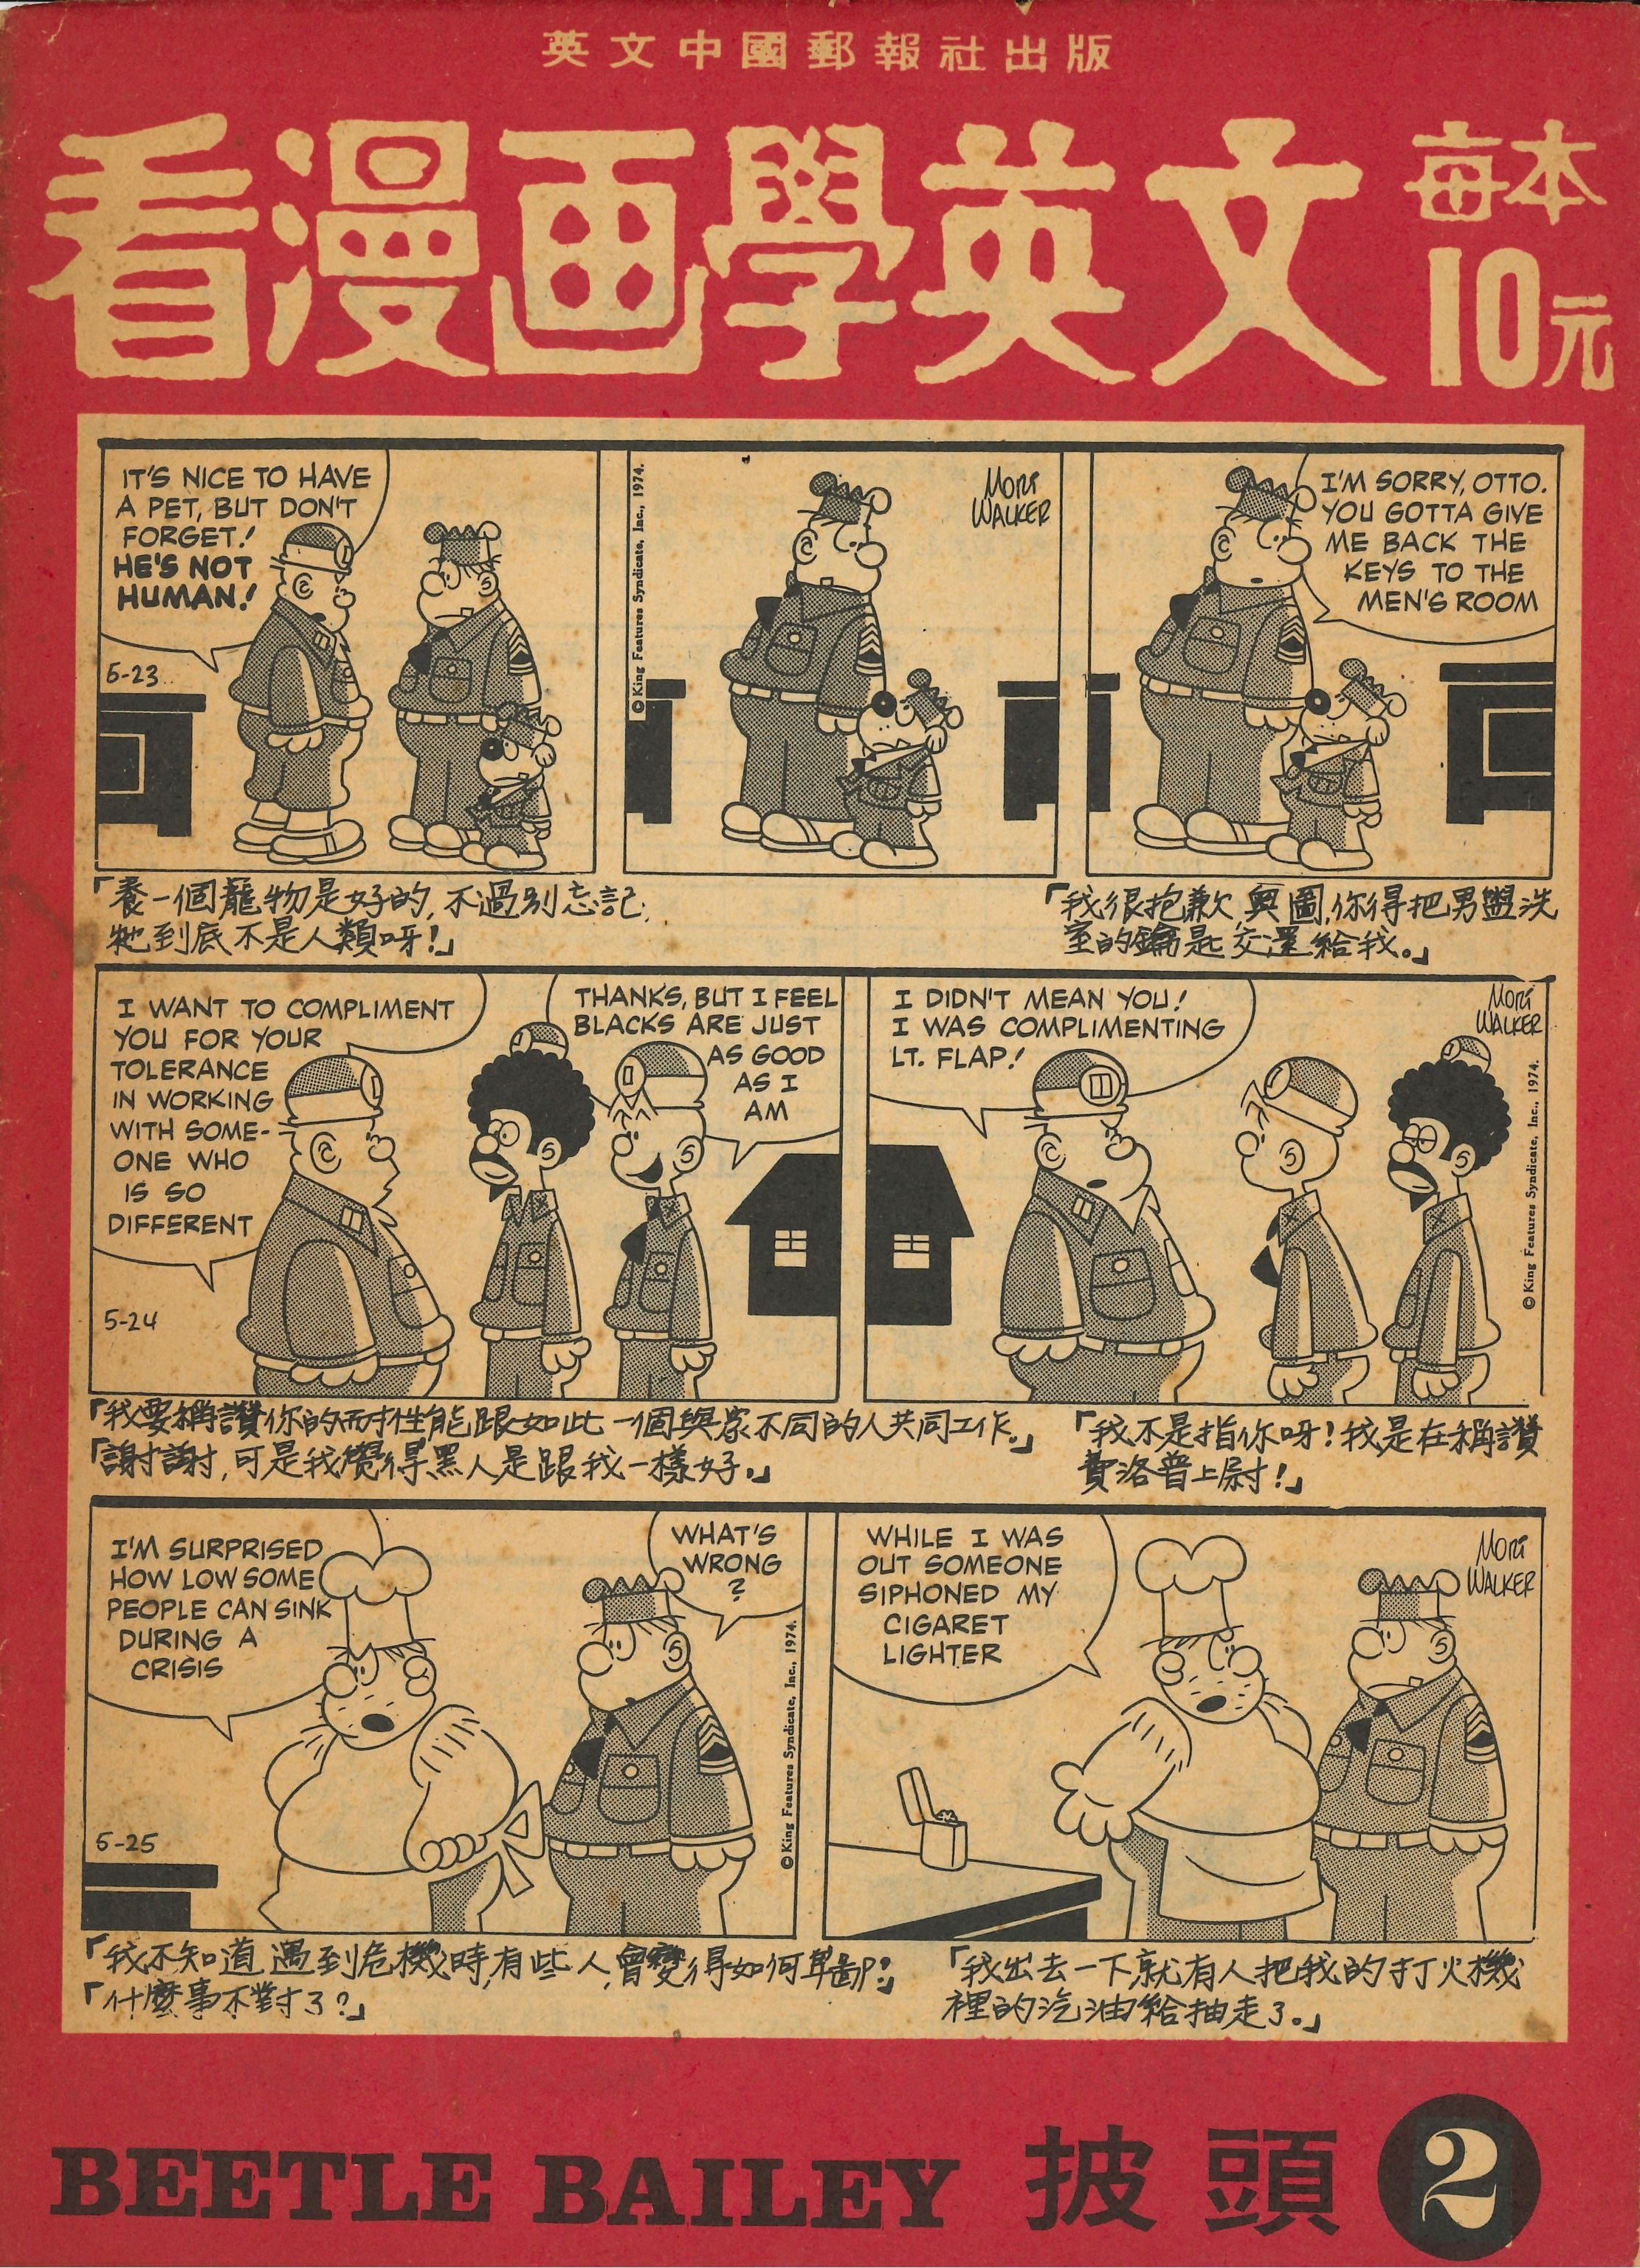 英文中國郵報社出版
看漫画學英文
每本
10元
IT'S NICE TO HAVE
A PET, BUT DON'T
FORGET!
HE'S NOT
HUMAN!
5-23
© King Features Syndicate, Inc., 1974.
MORT
WALKER
I'M SORRY, OTTO.
YOU GOTTA GIVE
ME BACK THE
KEYS TO THE
MEN'S ROOM
「養一個寵物是好的,不過別忘記,
牠到底不是人類呀!」
「我很抱歉 奧圖,你得把男盥洗
室的鑰匙交還給我。」
I WANT TO COMPLIMENT
YOU FOR YOUR
TOLERANCE
IN WORKING
WITH SOME-
ONE WHO
IS SO
DIFFERENT
5-24
THANKS, BUT I FEEL
BLACKS ARE JUST
AS GOOD
AS I
AM
I DIDN'T MEAN YOU!
I WAS COMPLIMENTING
LT. FLAP!
MORT
WALKER
© King Features Syndicate, Inc., 1974.
「我要稱讚你的耐性能跟如此一個與眾不同的人共同工作。」
「謝謝,可是我覺得黑人是跟我一樣好。」
「我不是指你呀!我是在稱讚
費洛普上尉!」
I'M SURPRISED
HOW LOW SOME
PEOPLE CAN SINK
DURING A
CRISIS
5-25
WHAT'S
WRONG
?
© King Features Syndicate, Inc., 1974.
WHILE I WAS
OUT SOMEONE
SIPHONED MY
CIGARET
LIGHTER
MORT
WALKER
「我不知道 遇到危機時,有些人,會變得如何卑鄙!」
「什麼事不對了?」
「我出去一下就有人把我的打火機
裡的汽油給抽走了。」
BEETLE BAILEY 披頭 2